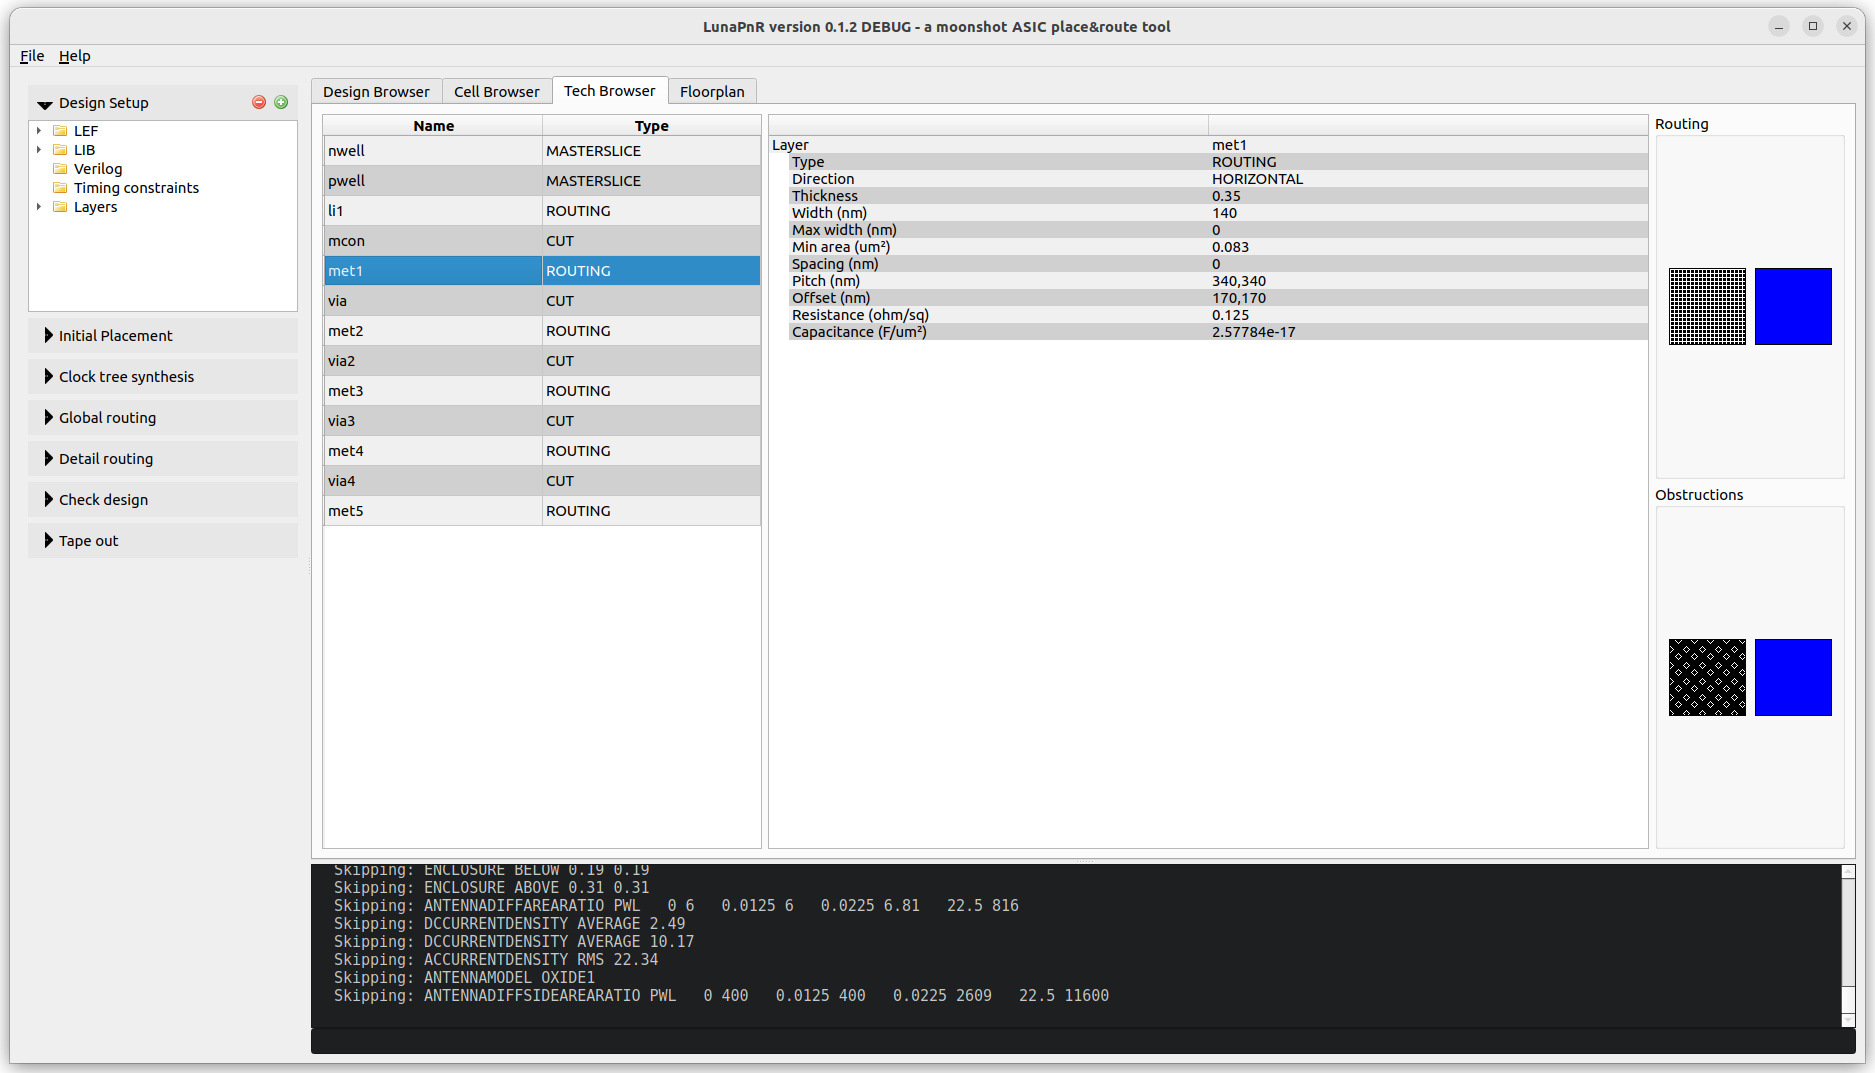 LunaPnR version 0.1.2 DEBUG - a moonshot ASIC place&route tool
File Help
Design Setup
LEF
LIB
Verilog
Timing constraints
Layers
Initial Placement
Clock tree synthesis
Global routing
Detail routing
Check design
Tape out
Design Browser Cell Browser Tech Browser Floorplan
Name Type
nwell MASTERSLICE
pwell MASTERSLICE
li1 ROUTING
mcon CUT
met1 ROUTING
via CUT
met2 ROUTING
via2 CUT
met3 ROUTING
via3 CUT
met4 ROUTING
via4 CUT
met5 ROUTING
Layer met1
Type ROUTING
Direction HORIZONTAL
Thickness 0.35
Width (nm) 140
Max width (nm) 0
Min area (um²) 0.083
Spacing (nm) 0
Pitch (nm) 340,340
Offset (nm) 170,170
Resistance (ohm/sq) 0.125
Capacitance (F/um²) 2.57784e-17
Routing
Obstructions
Skipping: ENCLOSURE BELOW 0.19 0.19
Skipping: ENCLOSURE ABOVE 0.31 0.31
Skipping: ANTENNADIFFAREARATIO PWL 0 6 0.0125 6 0.0225 6.81 22.5 816
Skipping: DCCURRENTDENSITY AVERAGE 2.49
Skipping: DCCURRENTDENSITY AVERAGE 10.17
Skipping: ACCURRENTDENSITY RMS 22.34
Skipping: ANTENNAMODEL OXIDE1
Skipping: ANTENNADIFFSIDEAREARATIO PWL 0 400 0.0125 400 0.0225 2609 22.5 11600